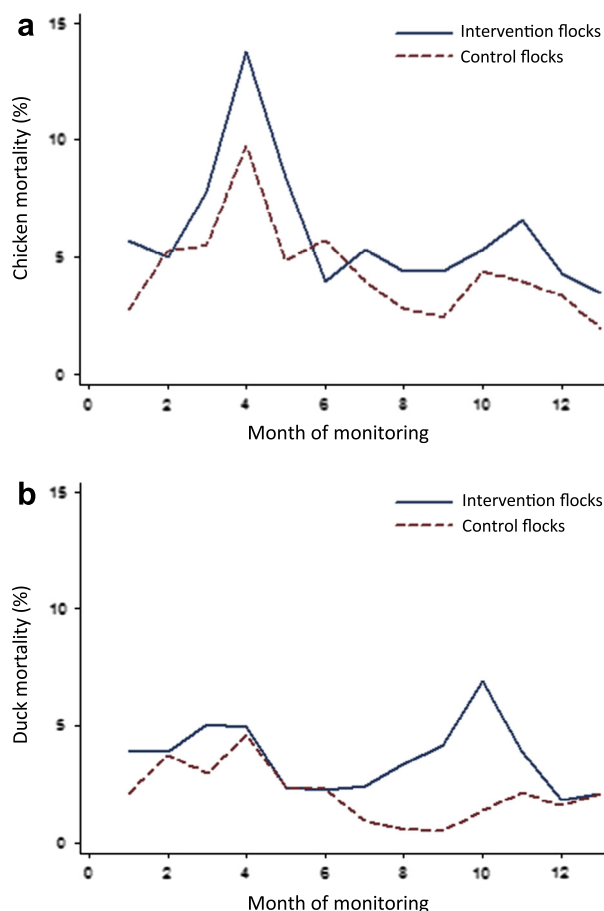 a
Intervention flocks
Control flocks
Chicken mortality (%)
15
10
5
0
0 2 4 6 8 10 12
Month of monitoring
b
Intervention flocks
Control flocks
Duck mortality (%)
15
10
5
0
0 2 4 6 8 10 12
Month of monitoring